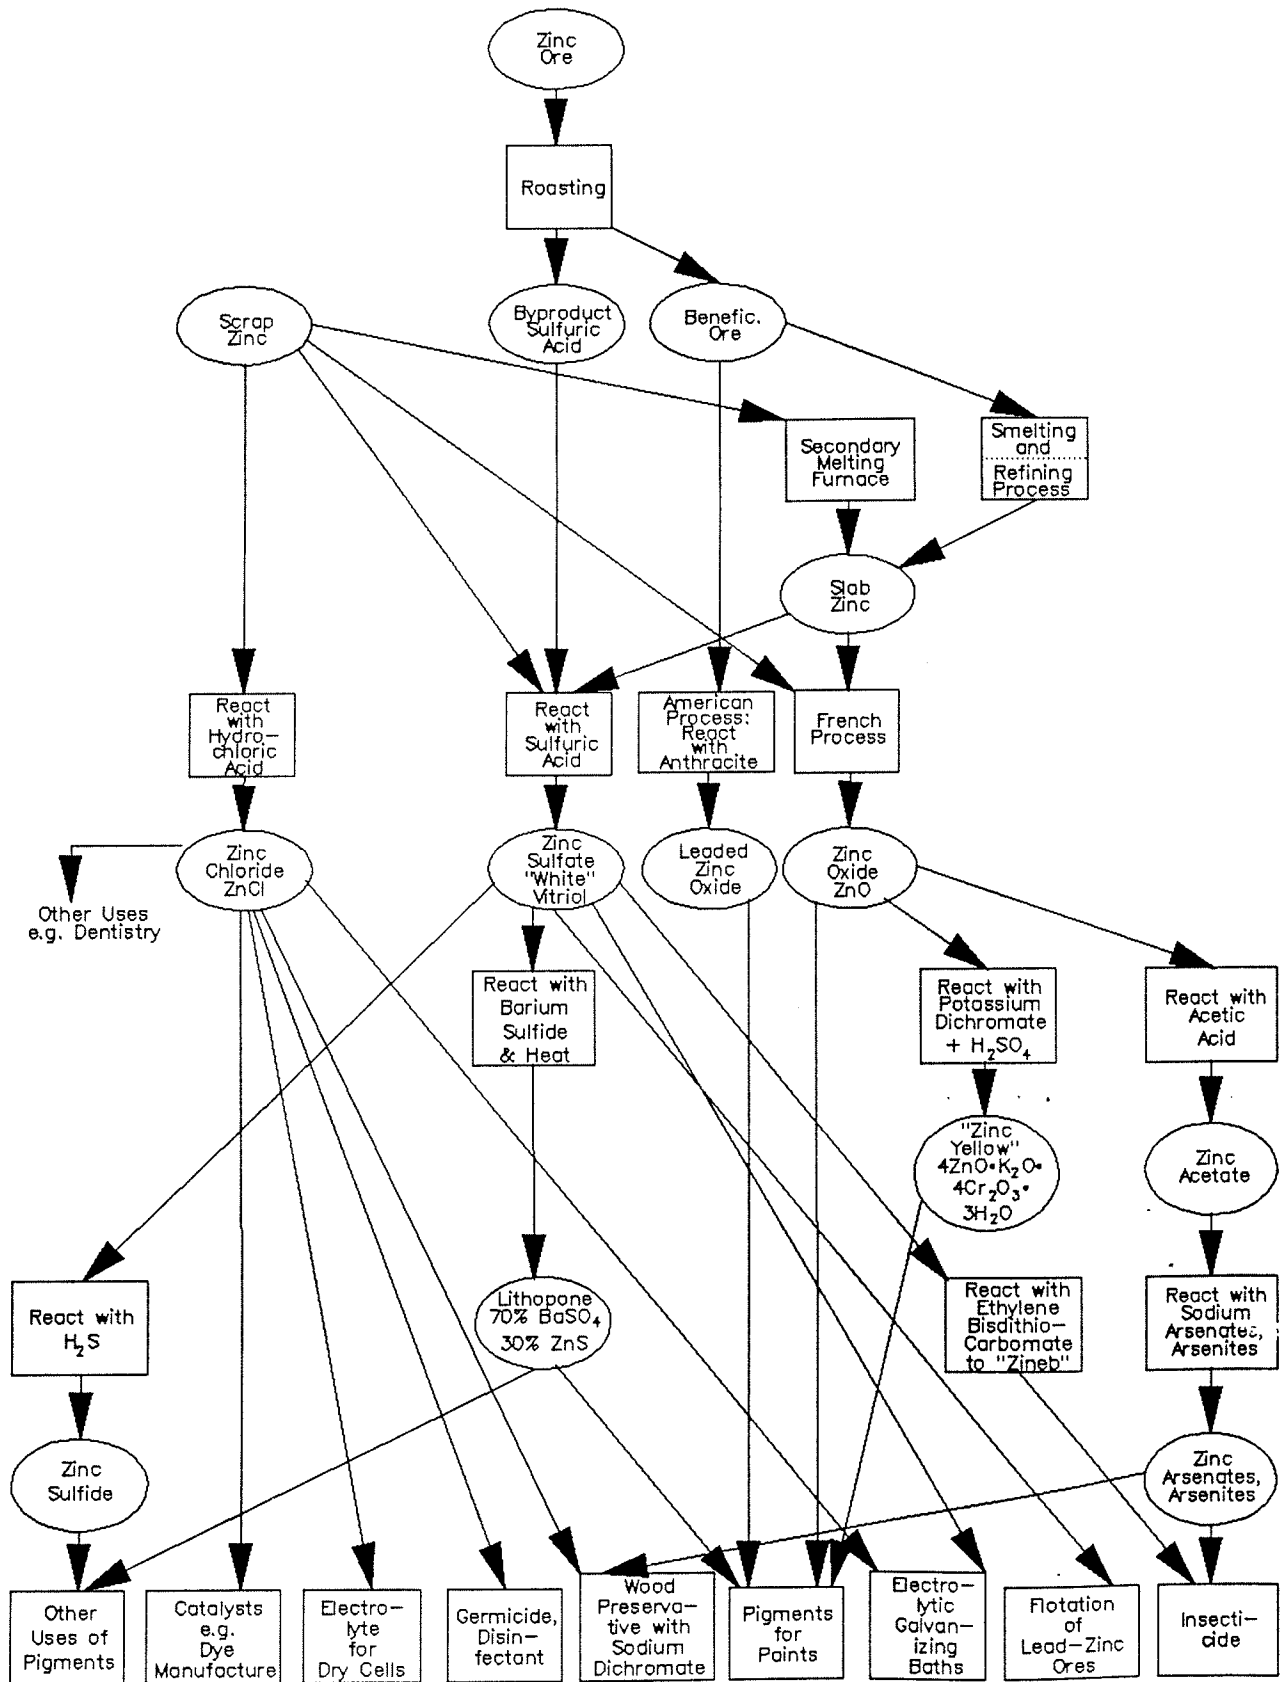 Zinc
Ore
Roasting
Scrap
Zinc
Byproduct
Sulfuric
Acid
Benefic.
Ore
Secondary
Melting
Furnace
Smelting
and
Refining
Process
Slab
Zinc
React
with
Hydro-
chloric
Acid
React
with
Sulfuric
Acid
American
Process:
React
with
Anthracite
French
Process
Zinc
Chloride
ZnCl
Zinc
Sulfate
"White"
Vitriol
Leaded
Zinc
Oxide
Zinc
Oxide
ZnO
Other Uses
e.g. Dentistry
React with
Barium
Sulfide
& Heat
React with
Potassium
Dichromate
+ H₂SO₄
React with
Acetic
Acid
"Zinc
Yellow"
4ZnO•K₂O•
4Cr₂O₃•
3H₂O
Zinc
Acetate
React with
H₂S
Lithopone
70% BaSO₄
30% ZnS
React with
Ethylene
Bisdithio-
Carbomate
to "Zineb"
React with
Sodium
Arsenates,
Arsenites
Zinc
Sulfide
Zinc
Arsenates,
Arsenites
Other
Uses of
Pigments
Catalysts
e.g.
Dye
Manufacture
Electro-
lyte
for
Dry Cells
Germicide,
Disin-
fectant
Wood
Preserva-
tive with
Sodium
Dichromate
Pigments
for
Paints
Electro-
lytic
Galvan-
izing
Baths
Flotation
of
Lead-Zinc
Ores
Insecti-
cide